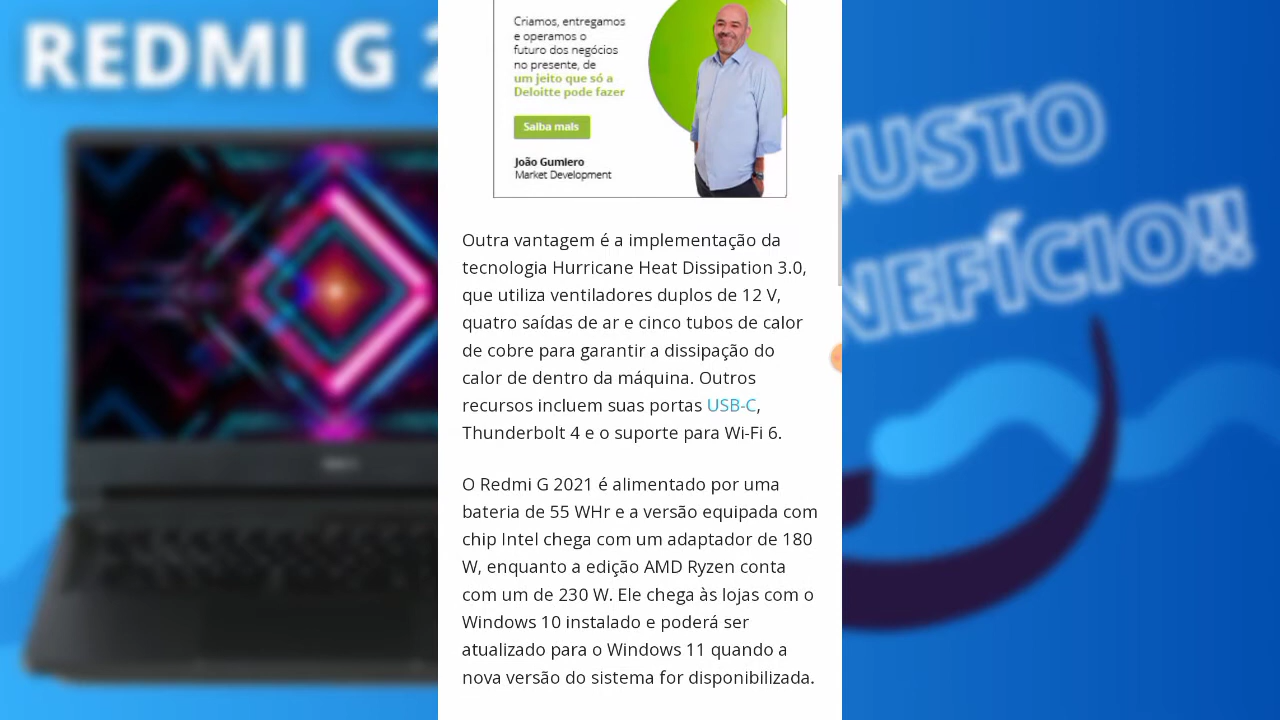 REDMI G 2
Criamos, entregamos
e operamos o
futuro dos negócios
no presente, de
um jeito que só a
Deloitte pode fazer
Saiba mais
João Gumiero
Market Development
USTO
NEFÍCIO!!
Outra vantagem é a implementação da
tecnologia Hurricane Heat Dissipation 3.0,
que utiliza ventiladores duplos de 12 V,
quatro saídas de ar e cinco tubos de calor
de cobre para garantir a dissipação do
calor de dentro da máquina. Outros
recursos incluem suas portas USB-C,
Thunderbolt 4 e o suporte para Wi-Fi 6.
O Redmi G 2021 é alimentado por uma
bateria de 55 WHr e a versão equipada com
chip Intel chega com um adaptador de 180
W, enquanto a edição AMD Ryzen conta
com um de 230 W. Ele chega às lojas com o
Windows 10 instalado e poderá ser
atualizado para o Windows 11 quando a
nova versão do sistema for disponibilizada.